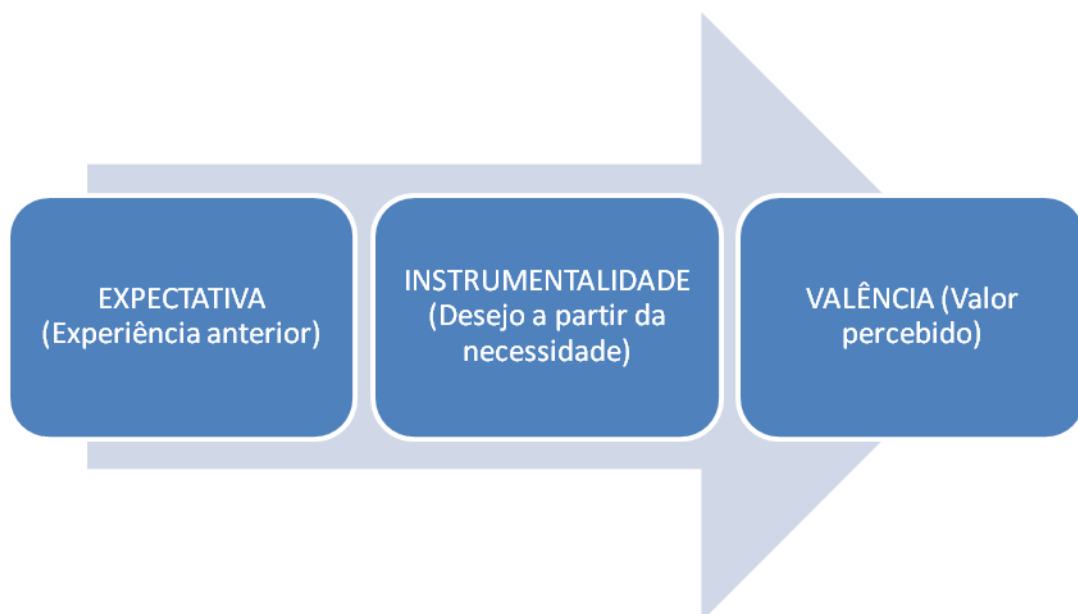 EXPECTATIVA
(Experiência anterior)
INSTRUMENTALIDADE
(Desejo a partir da
necessidade)
VALÊNCIA (Valor
percebido)